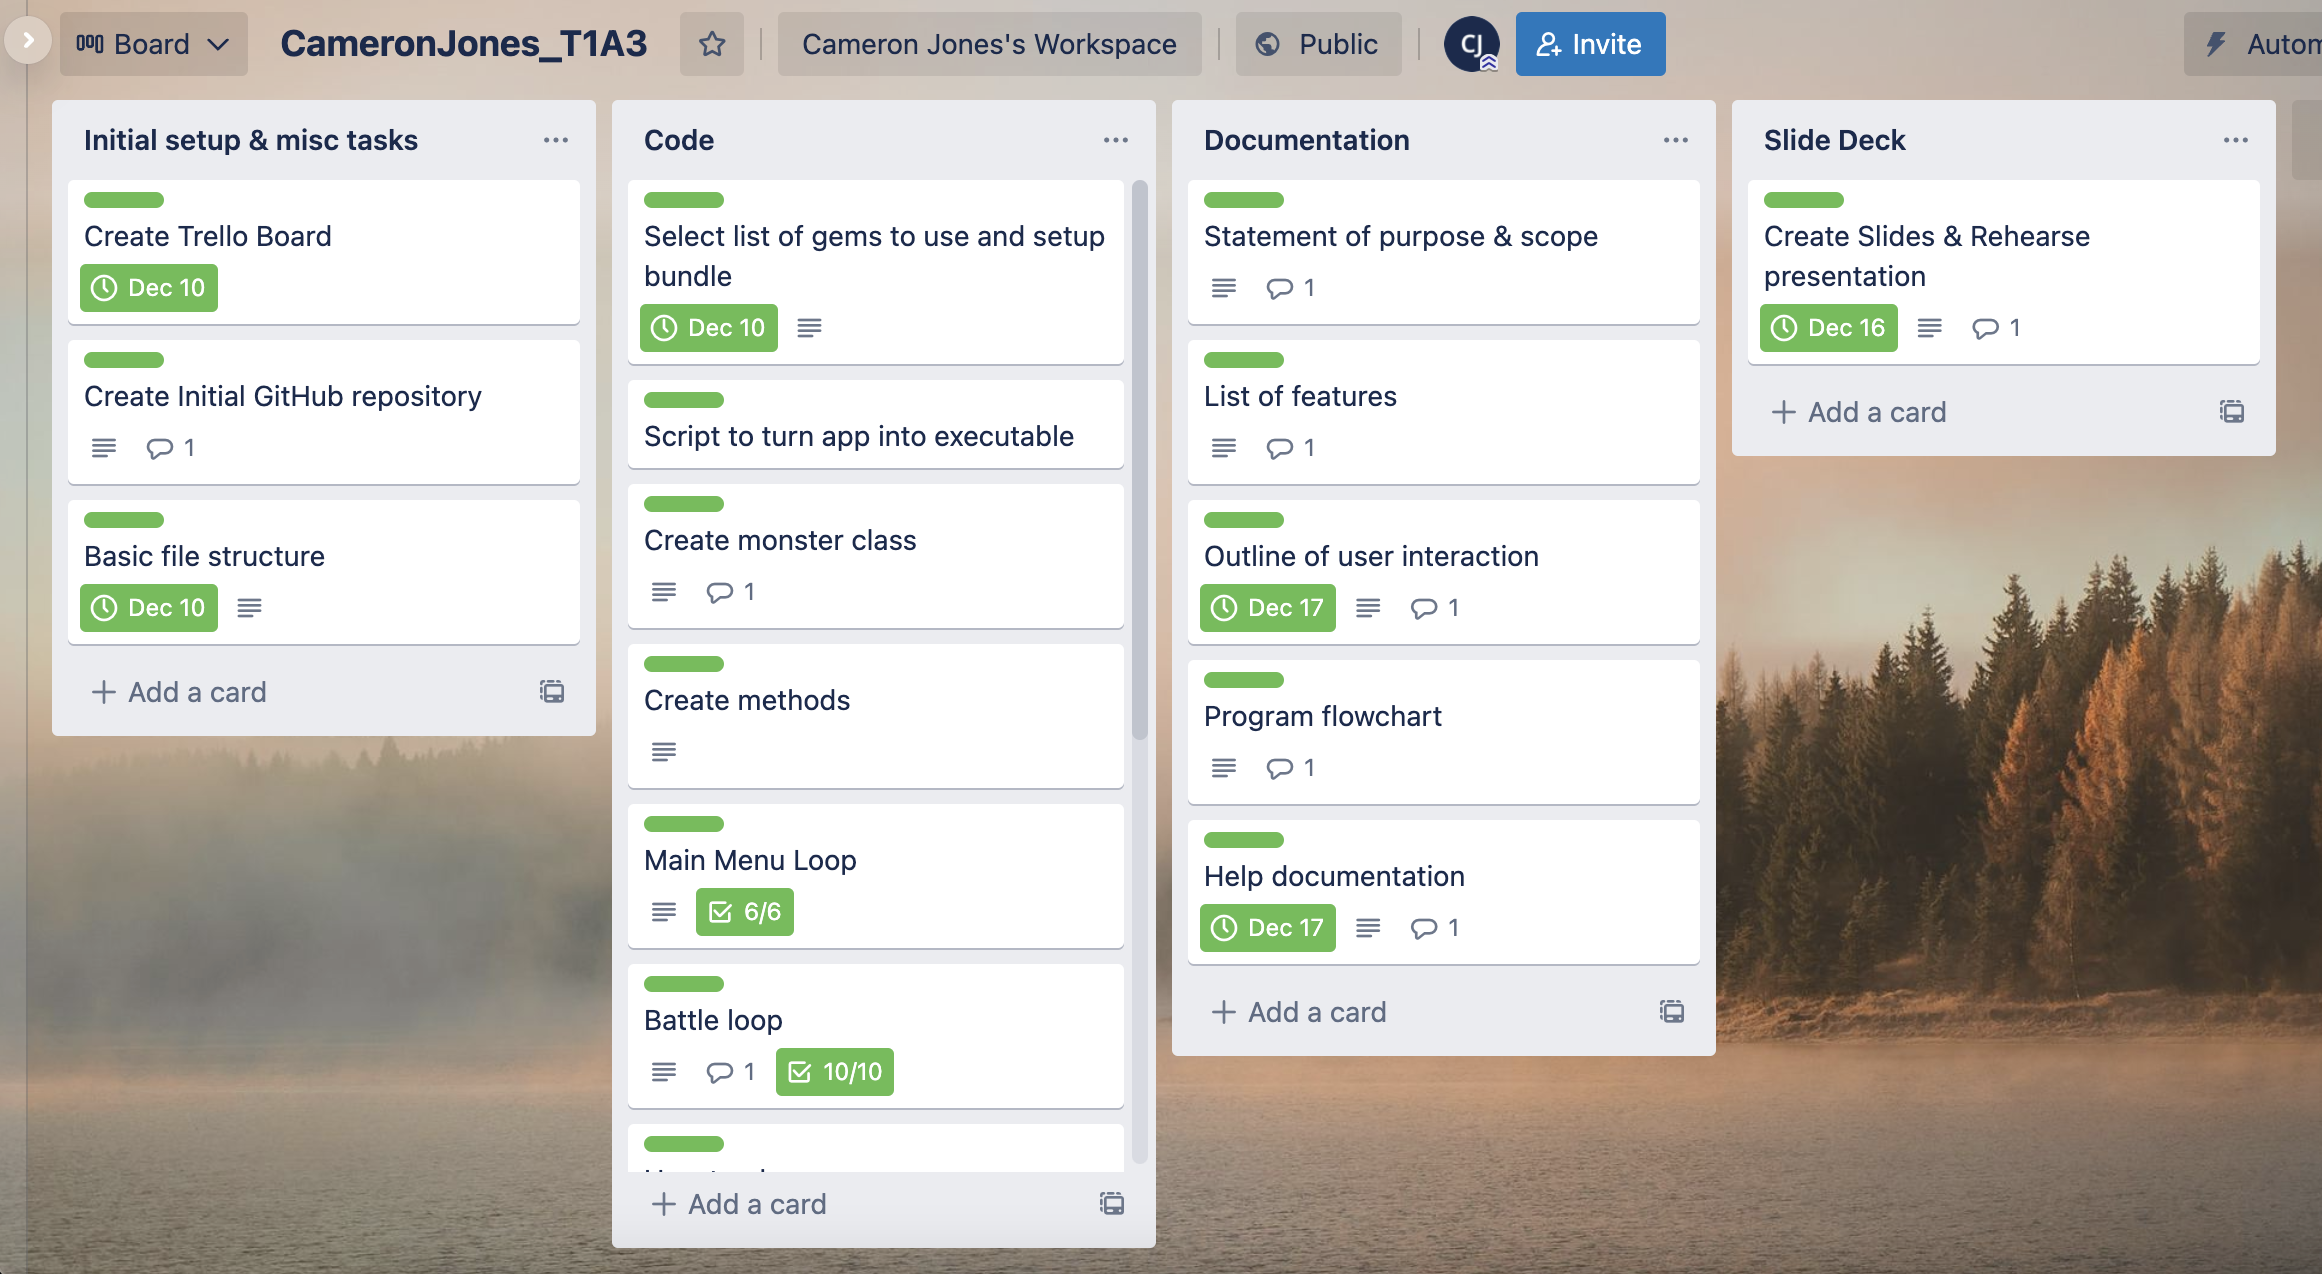 Board
CameronJones_T1A3
Cameron Jones's Workspace
Public
CJ
Invite
Initial setup & misc tasks
Create Trello Board
Dec 10
Create Initial GitHub repository
1
Basic file structure
Dec 10
Add a card
Code
Select list of gems to use and setup
bundle
Dec 10
Script to turn app into executable
Create monster class
1
Create methods
Main Menu Loop
6/6
Battle loop
1 10/10
Add a card
Documentation
Statement of purpose & scope
1
List of features
1
Outline of user interaction
Dec 17 1
Program flowchart
1
Help documentation
Dec 17 1
Add a card
Slide Deck
Create Slides & Rehearse
presentation
Dec 16 1
Add a card